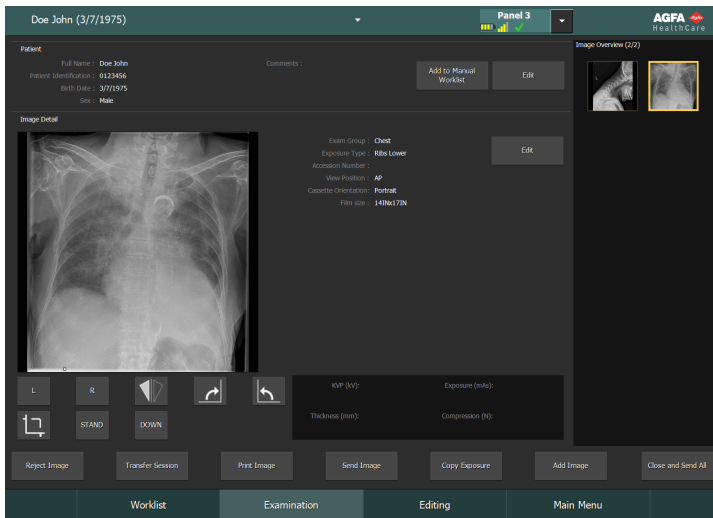 Doe John (3/7/1975)
Panel 3
AGFA
HealthCare
Patient
Full Name : Doe John
Patient Identification : 0123456
Birth Date : 3/7/1975
Sex : Male
Comments :
Add to Manual
Worklist
Edit
Image Overview (2/2)
L
Image Detail
Exam Group : Chest
Exposure Type : Ribs Lower
Accession Number :
View Position : AP
Cassette Orientation: Portrait
Film size : 14INx17IN
Edit
L
R
STAND
DOWN
KVP (kV):
Exposure (mAs):
Thickness (mm):
Compression (N):
Reject Image
Transfer Session
Print Image
Send Image
Copy Exposure
Add Image
Close and Send All
Worklist
Examination
Editing
Main Menu